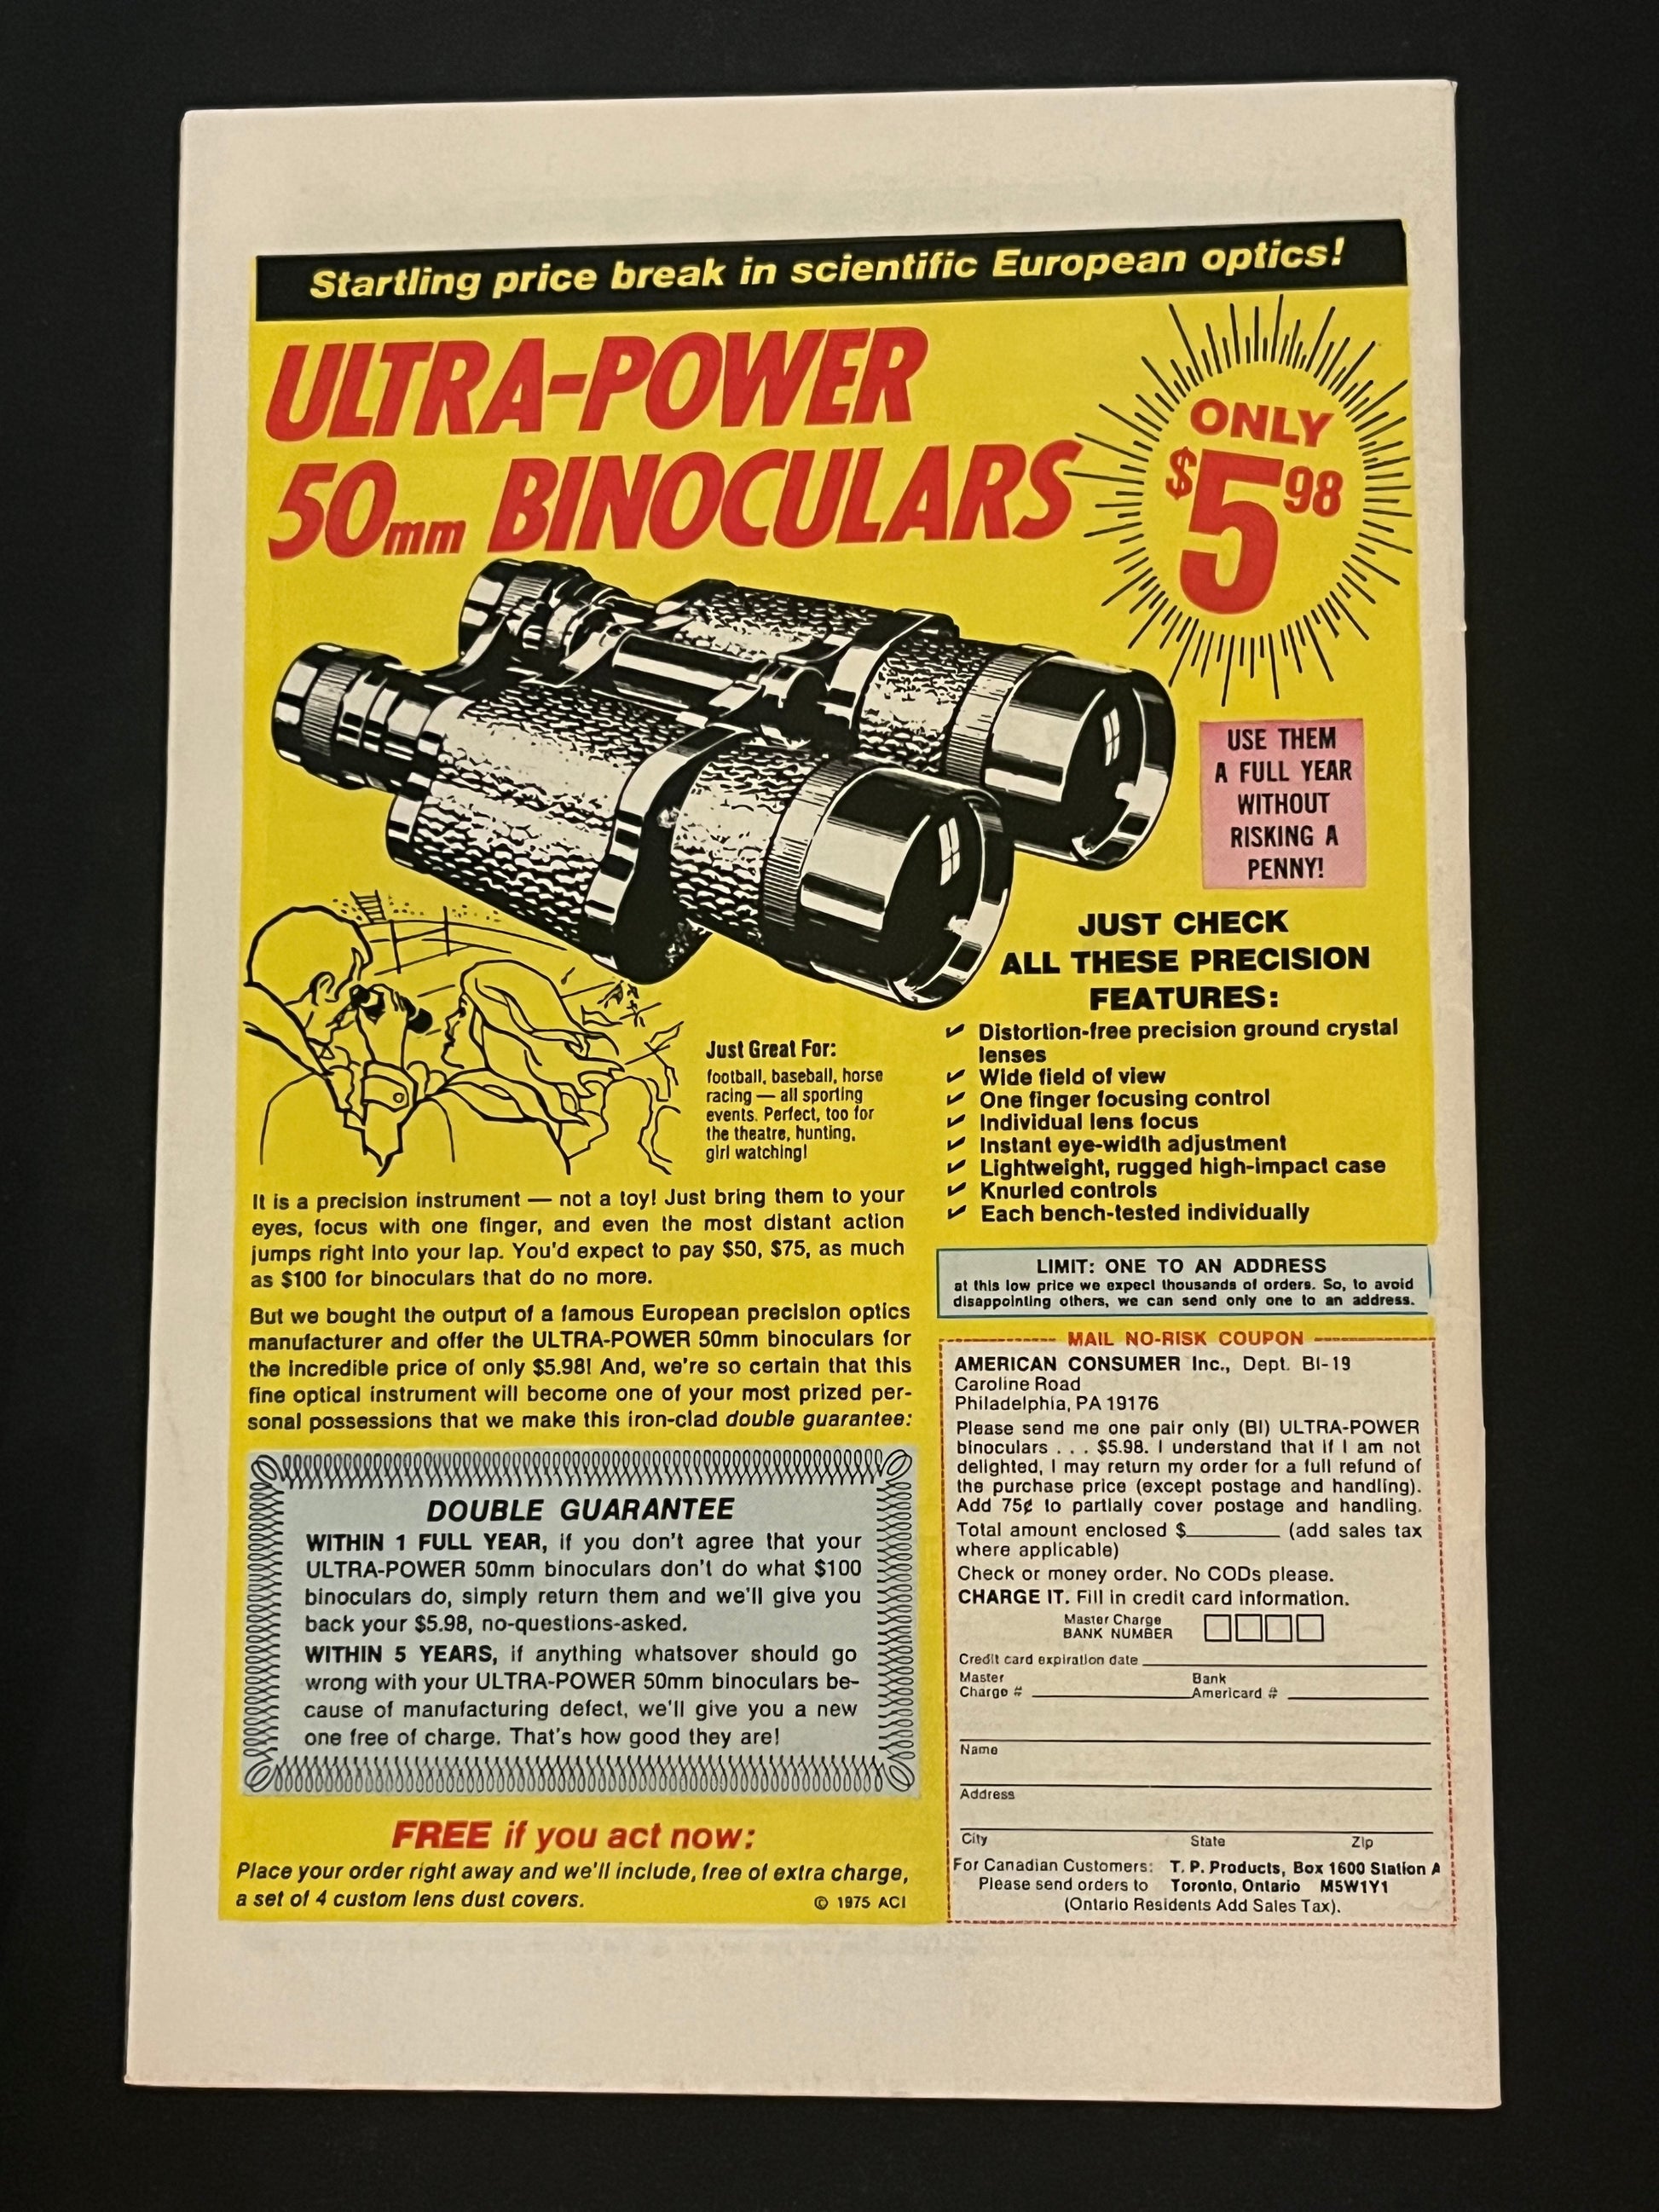 Startling price break in scientific European optics!
ULTRA-POWER
50mm BINOCULARS
ONLY
$5 98
USE THEM
A FULL YEAR
WITHOUT
RISKING A
PENNY!
Just Great For:
football, baseball, horse
racing — all sporting
events. Perfect, too for
the theatre, hunting,
girl watching!
It is a precision instrument — not a toy! Just bring them to your
eyes, focus with one finger, and even the most distant action
jumps right into your lap. You'd expect to pay $50, $75, as much
as $100 for binoculars that do no more.
But we bought the output of a famous European precision optics
manufacturer and offer the ULTRA-POWER 50mm binoculars for
the incredible price of only $5.98! And, we're so certain that this
fine optical instrument will become one of your most prized per-
sonal possessions that we make this iron-clad double guarantee:
DOUBLE GUARANTEE
WITHIN 1 FULL YEAR, if you don't agree that your
ULTRA-POWER 50mm binoculars don't do what $100
binoculars do, simply return them and we'll give you
back your $5.98, no-questions-asked.
WITHIN 5 YEARS, if anything whatsover should go
wrong with your ULTRA-POWER 50mm binoculars be-
cause of manufacturing defect, we'll give you a new
one free of charge. That's how good they are!
FREE if you act now:
Place your order right away and we'll include, free of extra charge,
a set of 4 custom lens dust covers.
© 1975 ACI
JUST CHECK
ALL THESE PRECISION
FEATURES:
✔ Distortion-free precision ground crystal
lenses
✔ Wide field of view
✔ One finger focusing control
✔ Individual lens focus
✔ Instant eye-width adjustment
✔ Lightweight, rugged high-impact case
✔ Knurled controls
✔ Each bench-tested individually
LIMIT: ONE TO AN ADDRESS
at this low price we expect thousands of orders. So, to avoid
disappointing others, we can send only one to an address.
MAIL NO-RISK COUPON
AMERICAN CONSUMER Inc., Dept. BI-19
Caroline Road
Philadelphia, PA 19176
Please send me one pair only (BI) ULTRA-POWER
binoculars . . . $5.98. I understand that if I am not
delighted, I may return my order for a full refund of
the purchase price (except postage and handling).
Add 75¢ to partially cover postage and handling.
Total amount enclosed $________ (add sales tax
where applicable)
Check or money order. No CODs please.
CHARGE IT. Fill in credit card information.
Master Charge
BANK NUMBER
Credit card expiration date
Master Bank
Charge # Americard #
Name
Address
City State Zip
For Canadian Customers: T. P. Products, Box 1600 Station A
Please send orders to Toronto, Ontario M5W1Y1
(Ontario Residents Add Sales Tax).